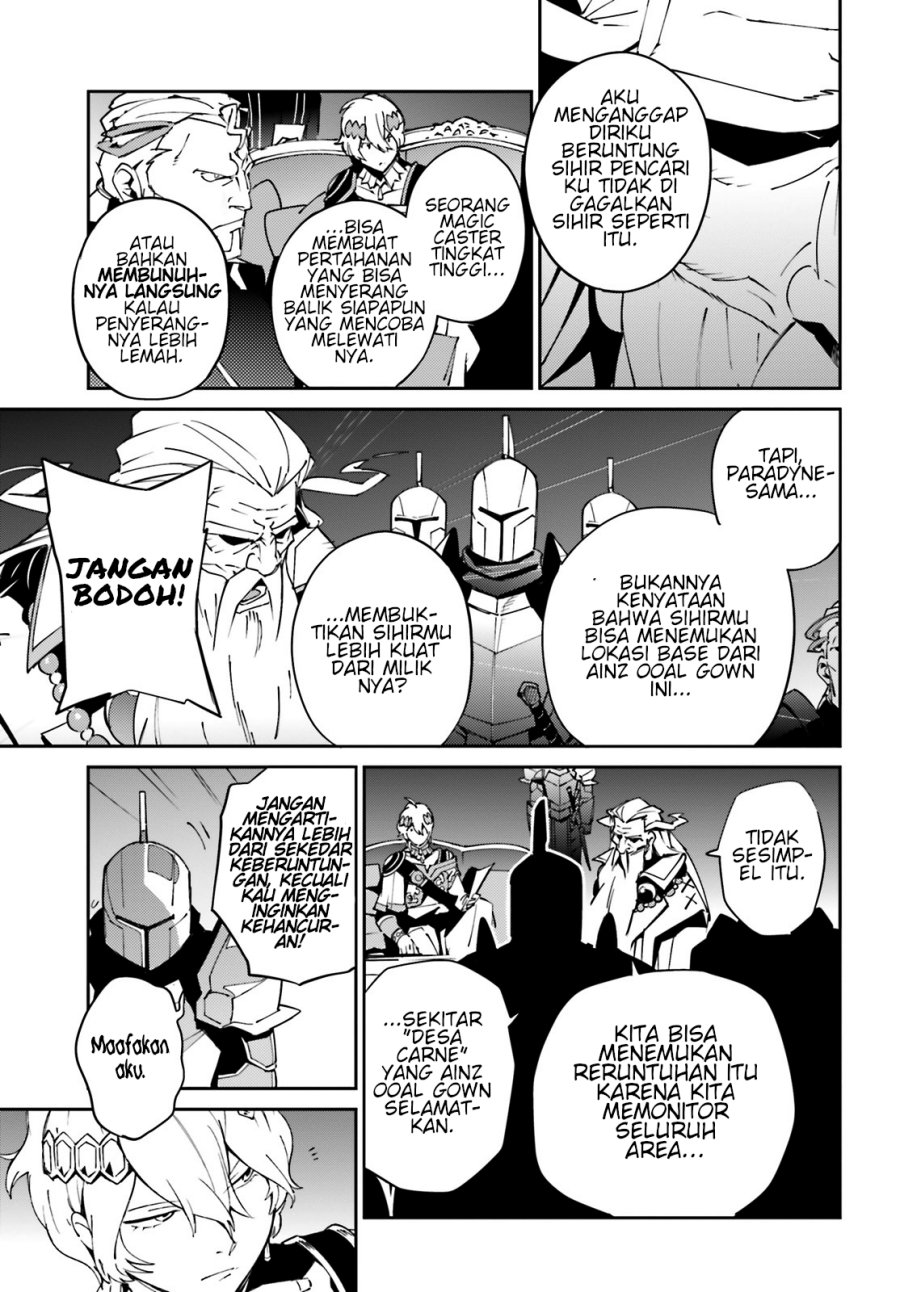 AKU
MENGANGGAP
DIRIKU
BERUNTUNG
SIHIR PENCARI
KU TIDAK DI
GAGALKAN
SIHIR SEPERTI
ITU.
SEORANG
MAGIC
CASTER
TINGKAT
TINGGI...
...BISA
MEMBUAT
PERTAHANAN
YANG BISA
MENYERANG
BALIK SIAPAPUN
YANG MENCOBA
MELEWATI
NYA.
ATAU
BAHKAN
MEMBUNUH-
NYA LANGSUNG
KALAU
PENYERANG-
NYA LEBIH
LEMAH.
TAPI,
PARADYNE-
SAMA...
BUKANNYA
KENYATAAN
BAHWA SIHIRMU
BISA MENEMUKAN
LOKASI BASE DARI
AINZ OOAL GOWN
INI...
...MEMBUK-
TIKAN SIHIRMU
LEBIH KUAT
DARI MILIK
NYA?
JANGAN
BODOH!
TIDAK
SESIMP-
EL ITU.
KITA BISA
MENEMUKAN
RERUNTUHAN ITU
KARENA KITA
MEMONITOR
SELURUH
AREA...
...SEKITAR
"DESA
CARNE"
YANG AINZ
OOAL GOWN
SELAMAT-
KAN.
JANGAN
MENGARTI-
KANNYA LEBIH
DARI SEKEDAR
KEBERUNTUN-
GAN, KECUALI
KAU MENG-
INGINKAN
KEHANCUR-
AN!
Maafakan
aku.